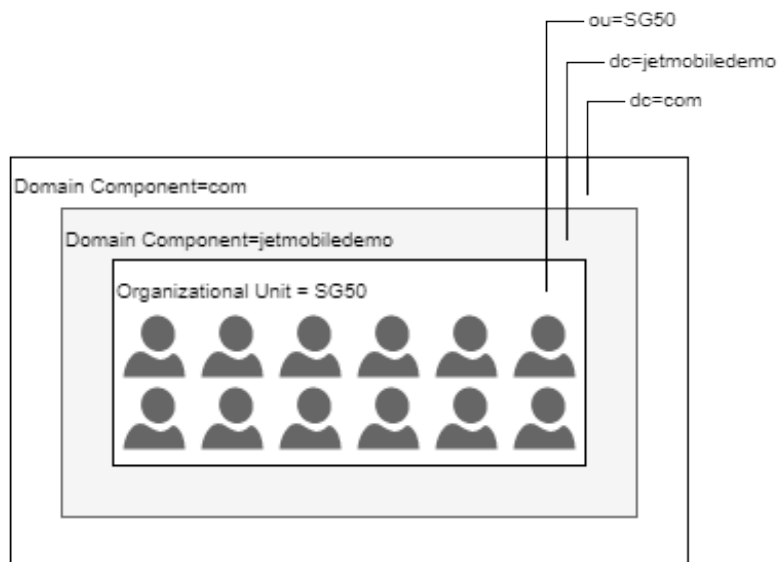 ou=SG50
dc=jetmobiledemo
dc=com
Domain Component=com
Domain Component=jetmobiledemo
Organizational Unit = SG50